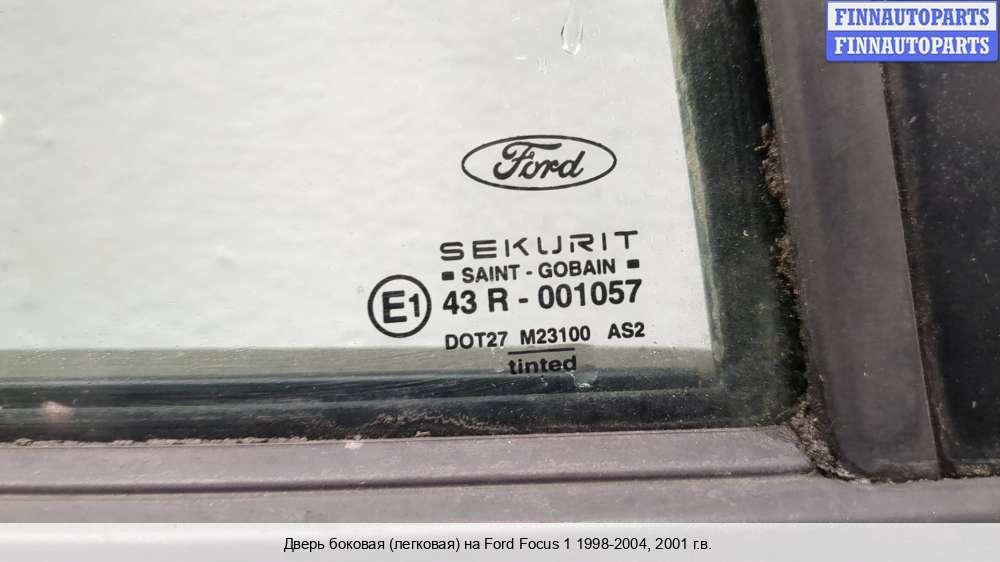 FINNAUTOPARTS
FINNAUTOPARTS
Ford
SEKURIT
SAINT - GOBAIN
E1 43 R - 001057
DOT27 M23100 AS2
tinted
Дверь боковая (легковая) на Ford Focus 1 1998-2004, 2001 г.в.